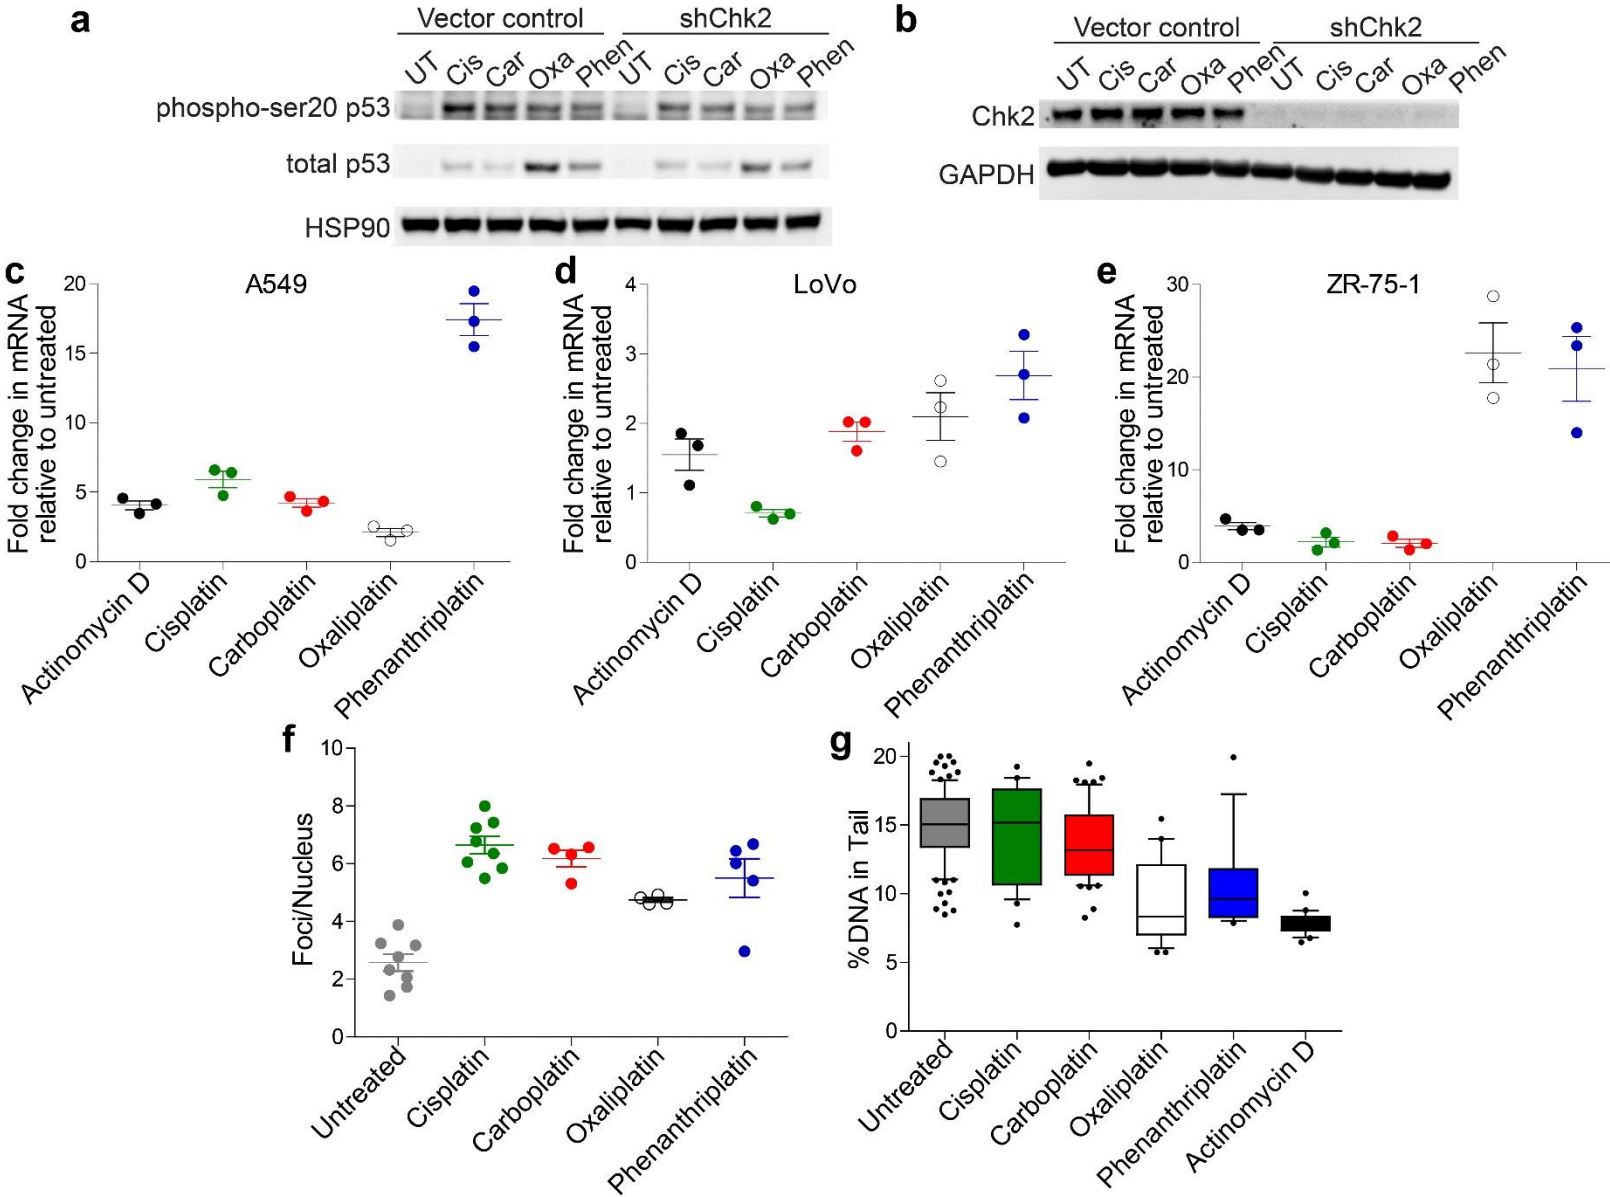 a
Vector control shChk2
UT Cis Car Oxa Phen UT Cis Car Oxa Phen
phospho-ser20 p53
total p53
HSP90
b
Vector control shChk2
UT Cis Car Oxa Phen UT Cis Car Oxa Phen
Chk2
GAPDH
c
A549
Fold change in mRNA
relative to untreated
20
15
10
5
0
Actinomycin D
Cisplatin
Carboplatin
Oxaliplatin
Phenanthriplatin
d
LoVo
Fold change in mRNA
relative to untreated
4
3
2
1
0
Actinomycin D
Cisplatin
Carboplatin
Oxaliplatin
Phenanthriplatin
e
ZR-75-1
Fold change in mRNA
relative to untreated
30
20
10
0
Actinomycin D
Cisplatin
Carboplatin
Oxaliplatin
Phenanthriplatin
f
Foci/Nucleus
10
8
6
4
2
0
Untreated
Cisplatin
Carboplatin
Oxaliplatin
Phenanthriplatin
g
%DNA in Tail
20
15
10
5
0
Untreated
Cisplatin
Carboplatin
Oxaliplatin
Phenanthriplatin
Actinomycin D